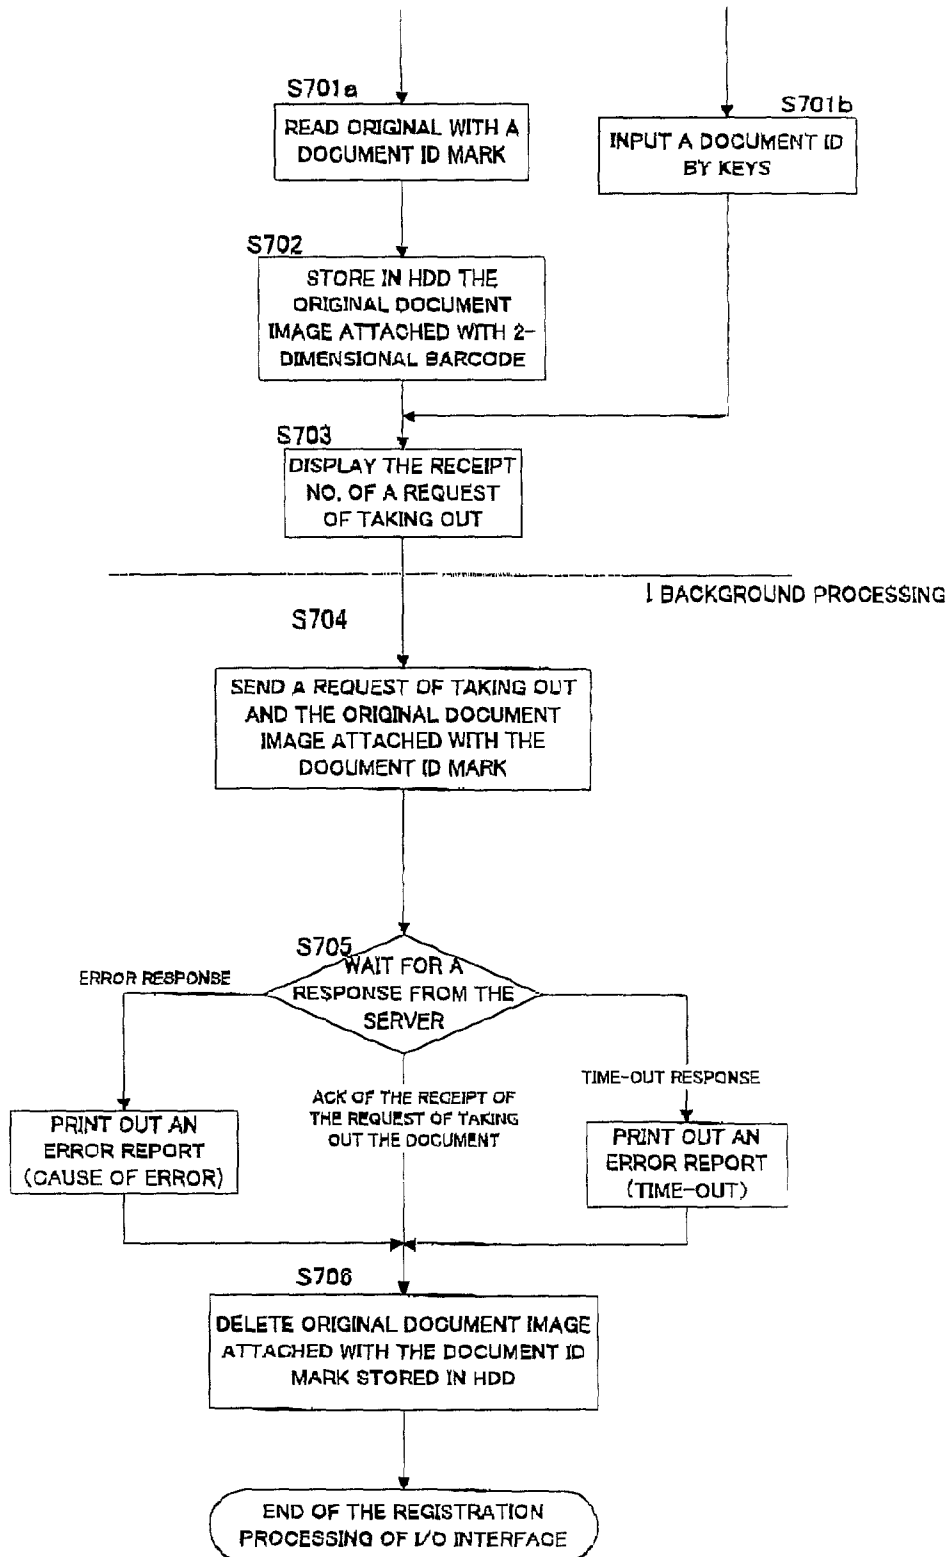 S701a
READ ORIGINAL WITH A
DOCUMENT ID MARK
S701b
INPUT A DOCUMENT ID
BY KEYS
S702
STORE IN HDD THE
ORIGINAL DOCUMENT
IMAGE ATTACHED WITH 2-
DIMENSIONAL BARCODE
S703
DISPLAY THE RECEIPT
NO. OF A REQUEST
OF TAKING OUT
↓ BACKGROUND PROCESSING
S704
SEND A REQUEST OF TAKING OUT
AND THE ORIGINAL DOCUMENT
IMAGE ATTACHED WITH THE
DOCUMENT ID MARK
S705
WAIT FOR A
RESPONSE FROM THE
SERVER
ERROR RESPONSE
TIME-OUT RESPONSE
ACK OF THE RECEIPT OF
THE REQUEST OF TAKING
OUT THE DOCUMENT
PRINT OUT AN
ERROR REPORT
(CAUSE OF ERROR)
PRINT OUT AN
ERROR REPORT
(TIME-OUT)
S706
DELETE ORIGINAL DOCUMENT IMAGE
ATTACHED WITH THE DOCUMENT ID
MARK STORED IN HDD
END OF THE REGISTRATION
PROCESSING OF I/O INTERFACE